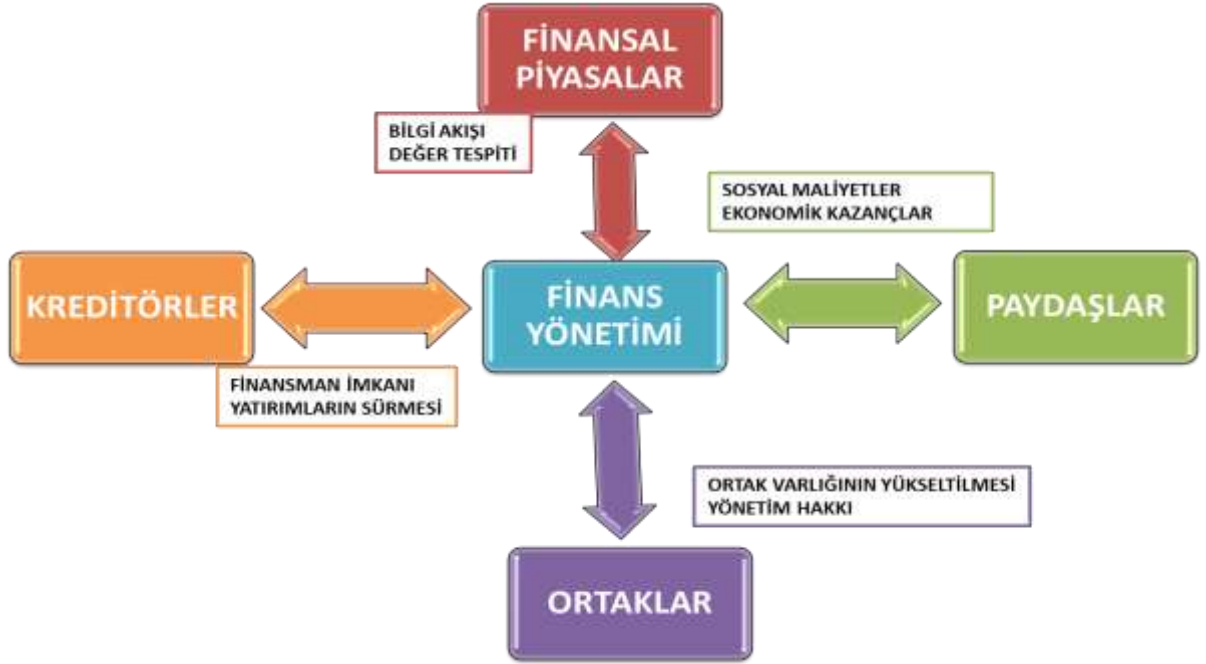 FİNANSAL
PİYASALAR
BİLGİ AKIŞI
DEĞER TESPİTİ
SOSYAL MALİYETLER
EKONOMİK KAZANÇLAR
KREDİTÖRLER
FİNANS
YÖNETİMİ
PAYDAŞLAR
FİNANSMAN İMKANI
YATIRIMLARIN SÜRMESİ
ORTAK VARLIĞININ YÜKSELTİLMESİ
YÖNETİM HAKKI
ORTAKLAR